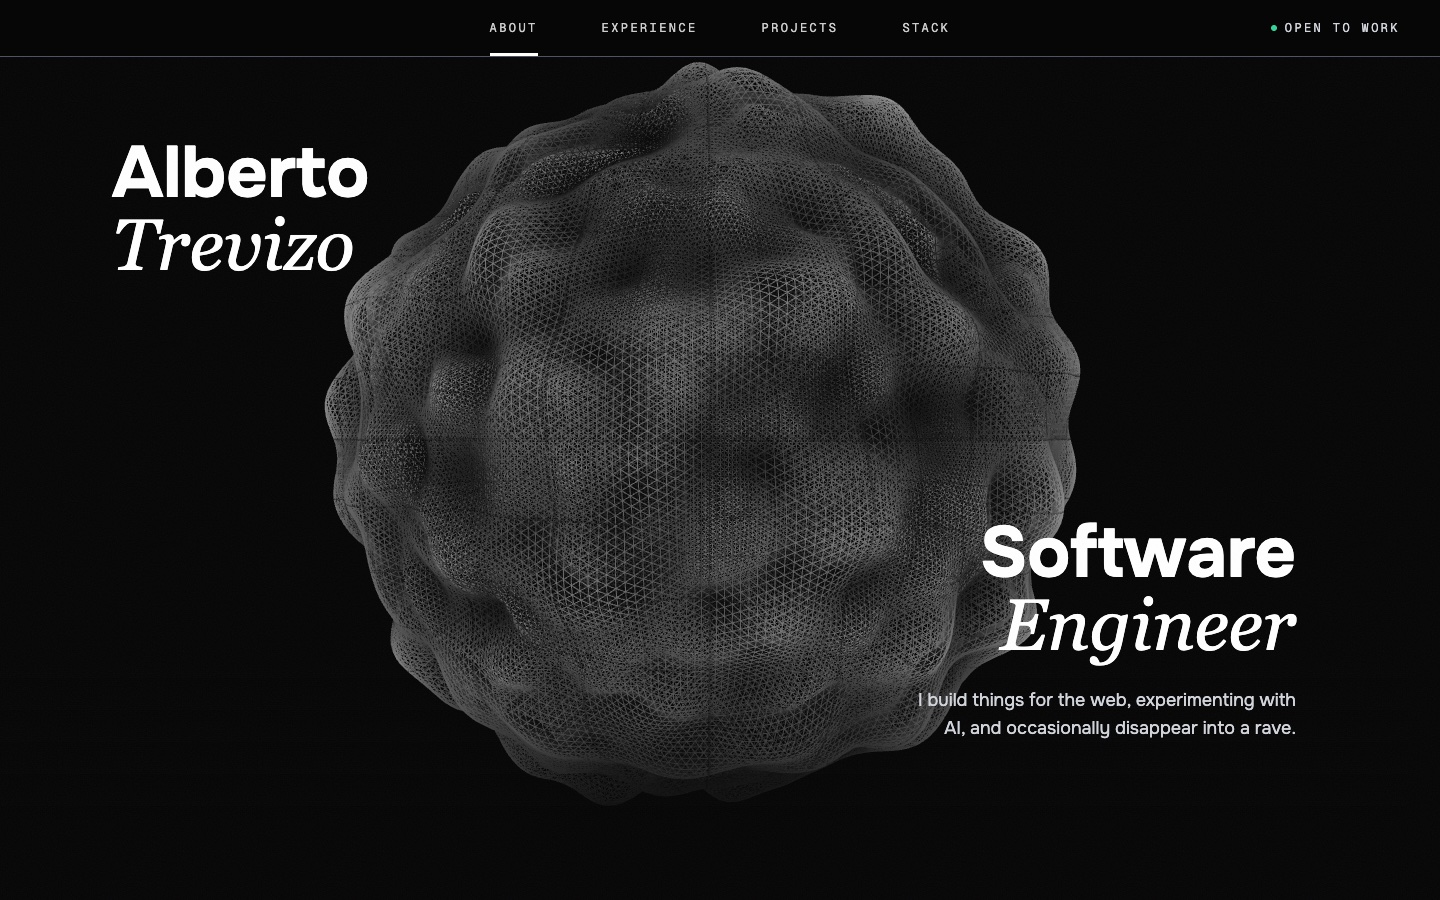 ABOUT EXPERIENCE PROJECTS STACK OPEN TO WORK
Alberto
Trevizo
Software
Engineer
I build things for the web, experimenting with
AI, and occasionally disappear into a rave.